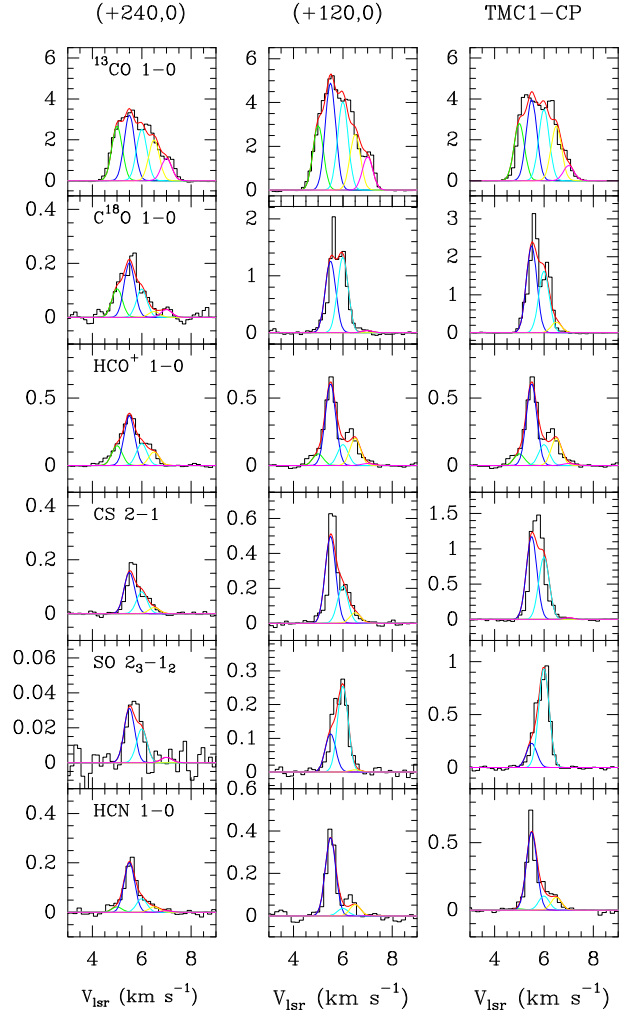 (+240,0) (+120,0) TMC1−CP
¹³CO 1−0
6 4 2 0
4 2 0
6 4 2 0
C¹⁸O 1−0
0.4 0.2 0
2 1 0
3 2 1 0
HCO⁺ 1−0
0.5 0
0.5 0
0.5 0
CS 2−1
0.4 0.2 0
0.6 0.4 0.2 0
1.5 1 0.5 0
SO 2₃−1₂
0.06 0.04 0.02 0
0.3 0.2 0.1 0
1 0.5 0
HCN 1−0
0.4 0.2 0
0.6 0.4 0.2 0
0.5 0
4 6 8 4 6 8 4 6 8
V_lsr (km s⁻¹) V_lsr (km s⁻¹) V_lsr (km s⁻¹)